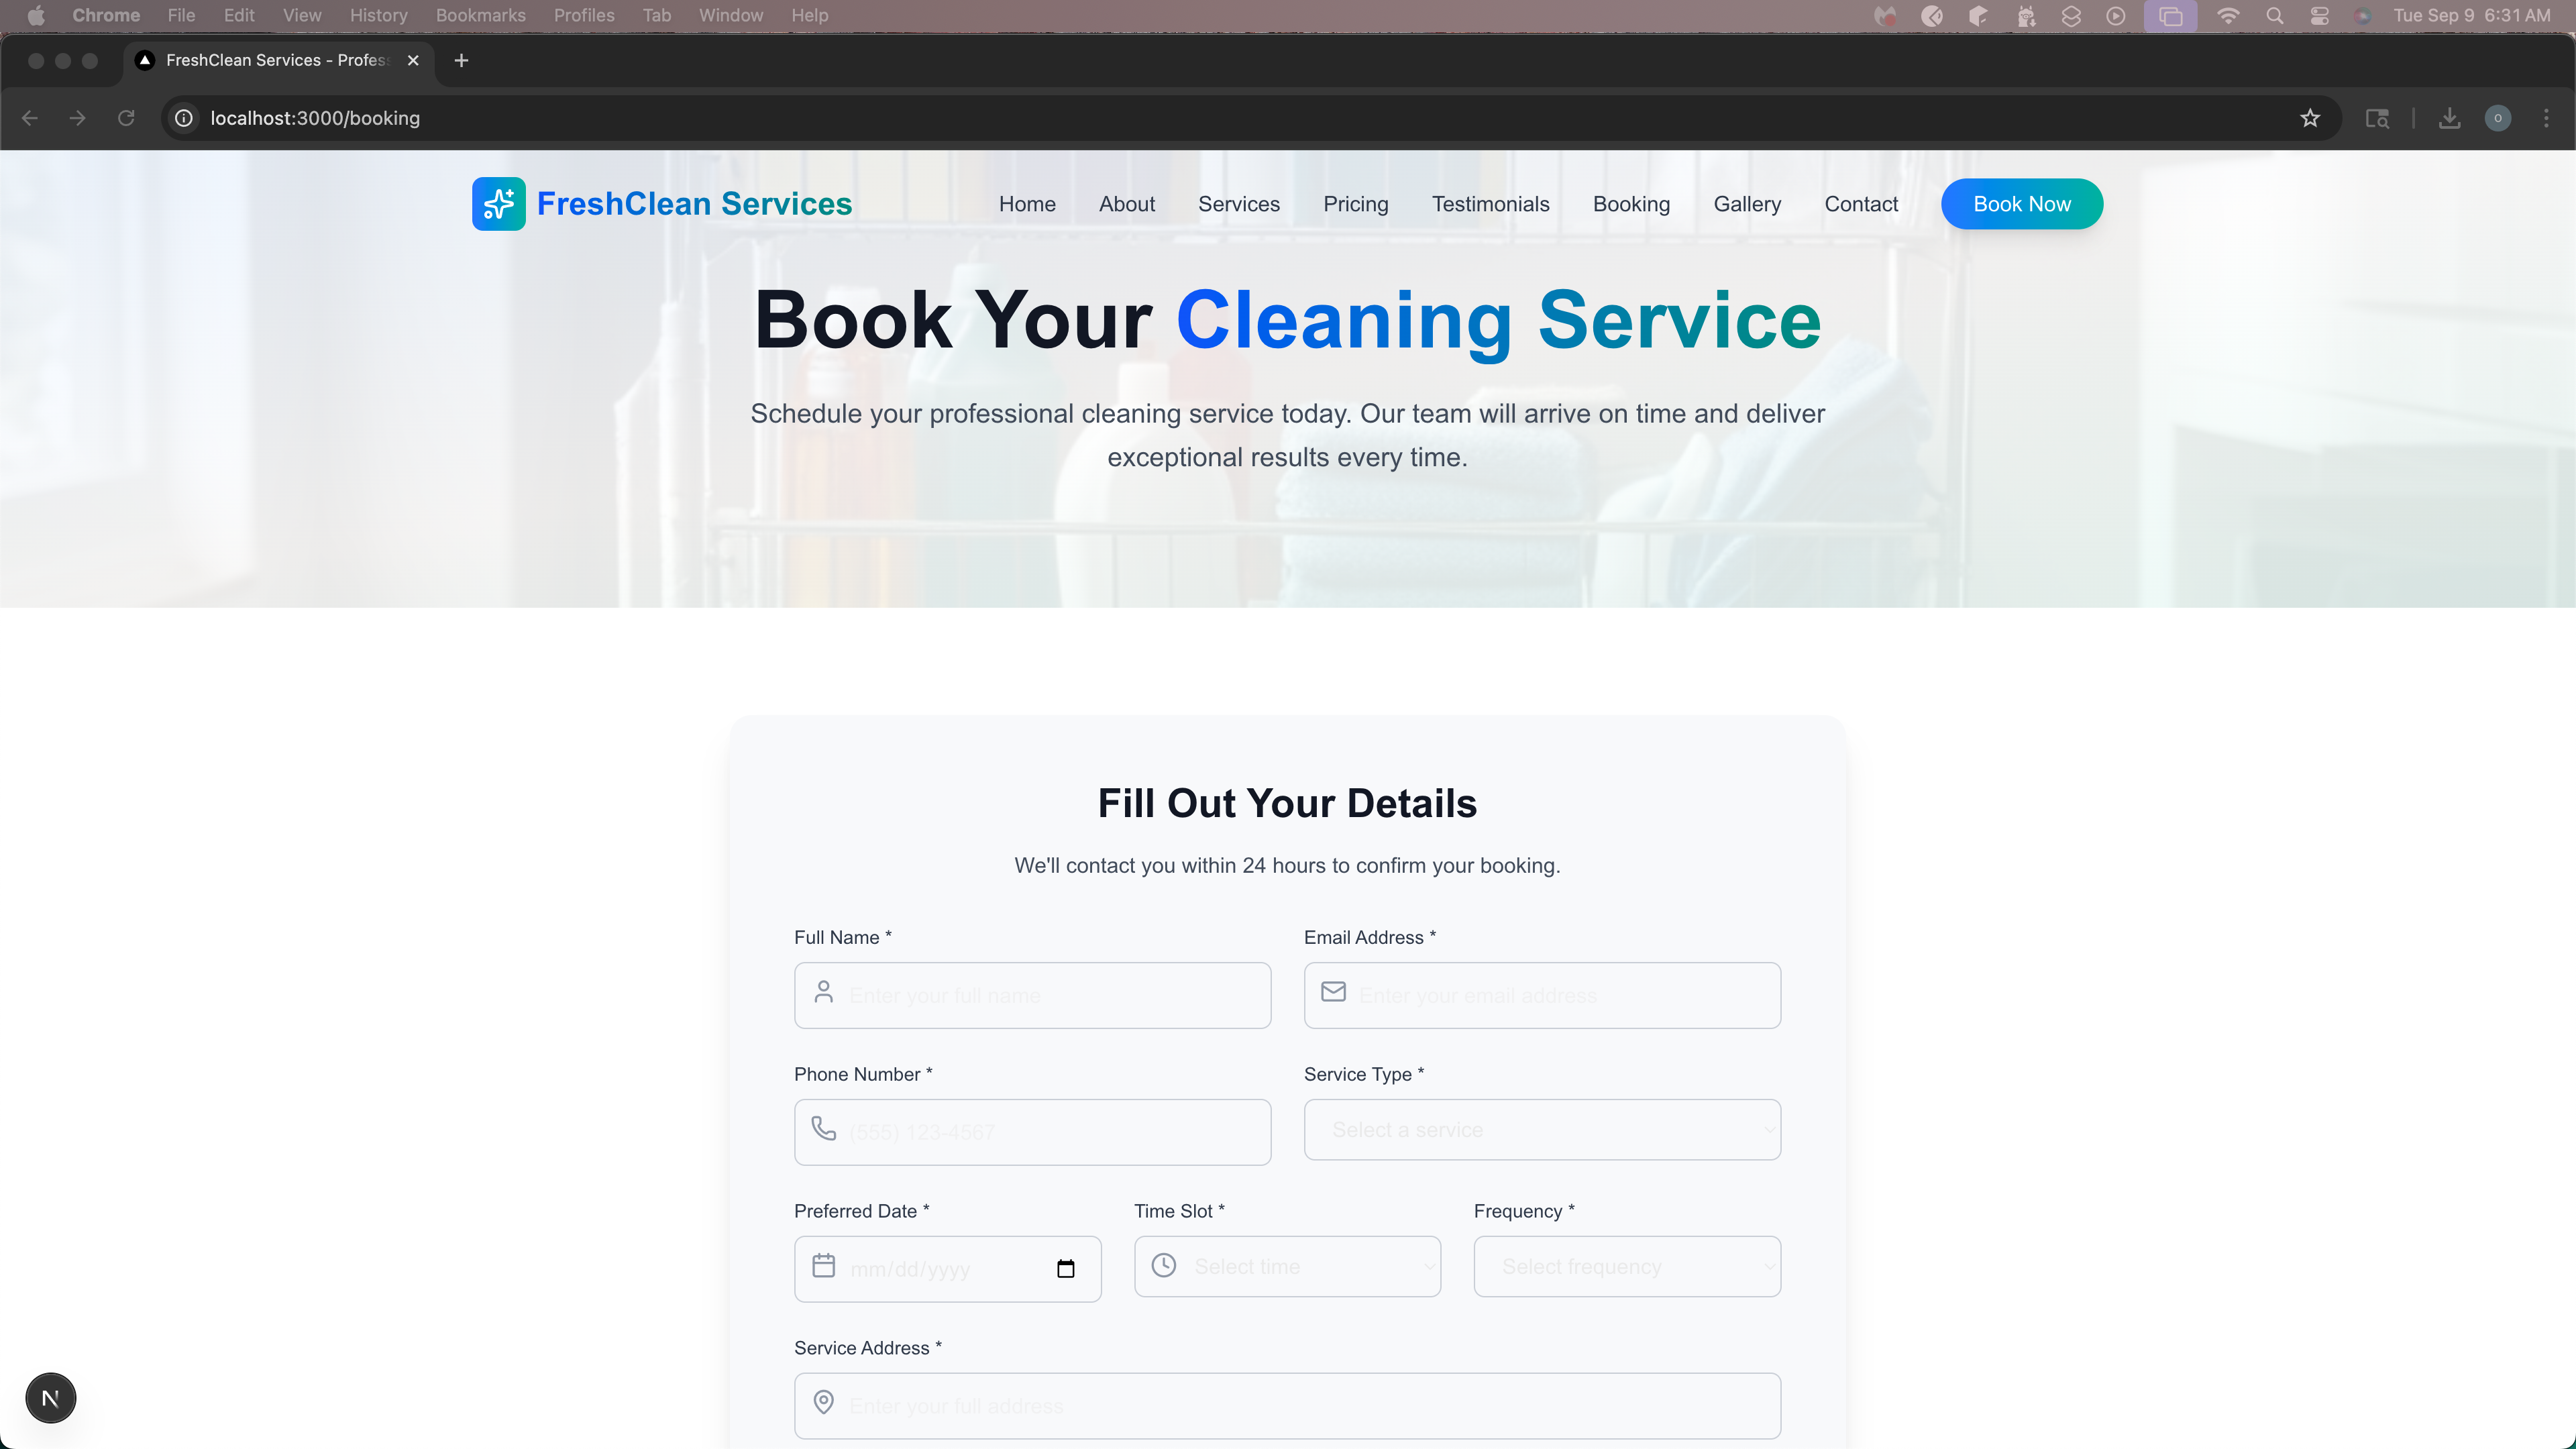 Chrome File Edit View History Bookmarks Profiles Tab Window Help
Tue Sep 9 6:31 AM
FreshClean Services - Profes
localhost:3000/booking
FreshClean Services
Home About Services Pricing Testimonials Booking Gallery Contact Book Now
Book Your Cleaning Service
Schedule your professional cleaning service today. Our team will arrive on time and deliver
exceptional results every time.
Fill Out Your Details
We'll contact you within 24 hours to confirm your booking.
Full Name * Email Address *
Enter your full name Enter your email address
Phone Number * Service Type *
(555) 123-4567 Select a service
Preferred Date * Time Slot * Frequency *
mm/dd/yyyy Select time Select frequency
Service Address *
Enter your full address
N